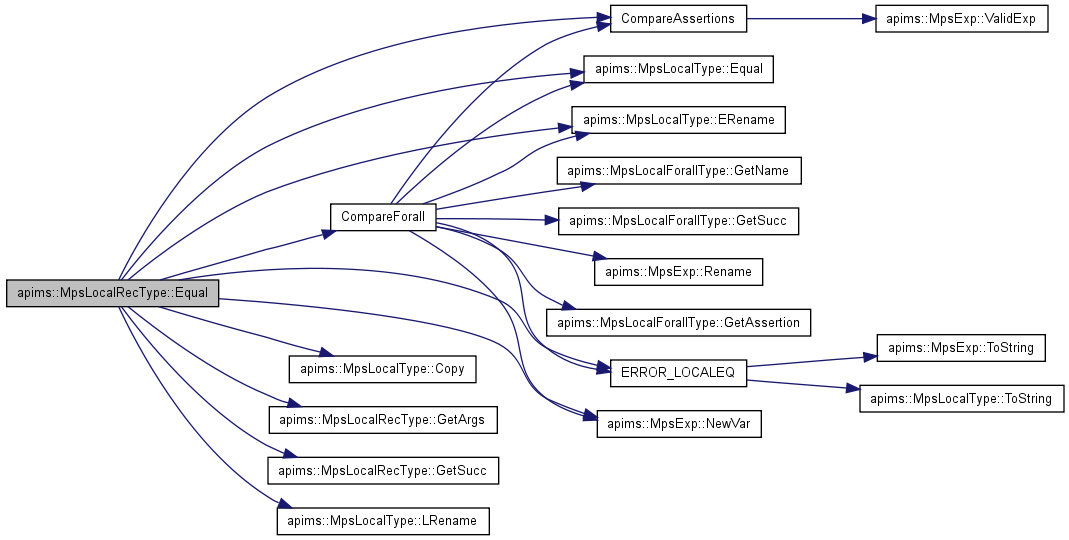 CompareAssertions
apims::MpsExp::ValidExp
apims::MpsLocalType::Equal
apims::MpsLocalType::ERename
apims::MpsLocalForallType::GetName
CompareForall
apims::MpsLocalForallType::GetSucc
apims::MpsExp::Rename
apims::MpsLocalRecType::Equal
apims::MpsLocalForallType::GetAssertion
apims::MpsExp::ToString
apims::MpsLocalType::Copy
ERROR_LOCALEQ
apims::MpsLocalType::ToString
apims::MpsLocalRecType::GetArgs
apims::MpsExp::NewVar
apims::MpsLocalRecType::GetSucc
apims::MpsLocalType::LRename